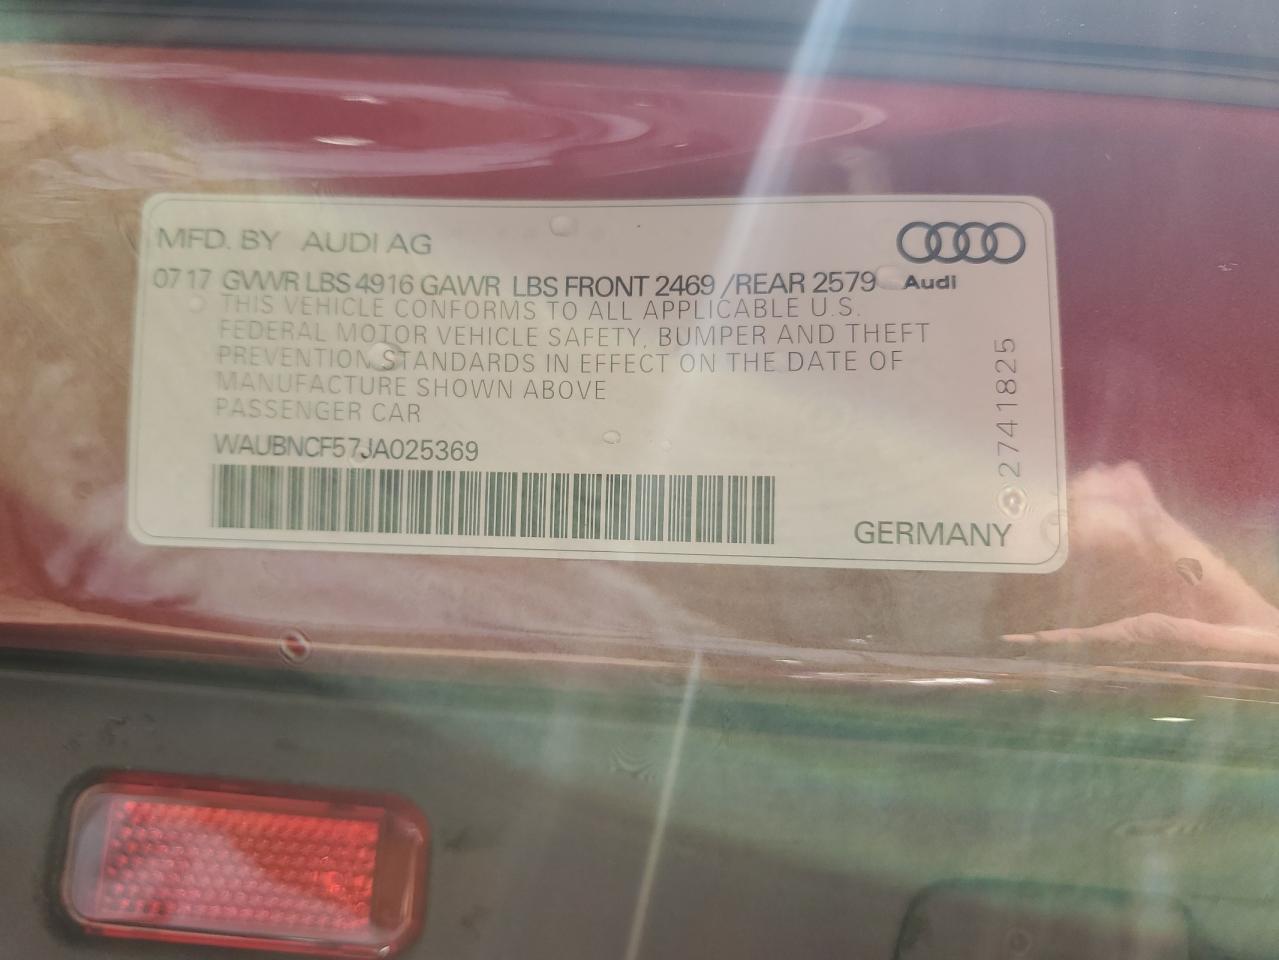 MFD. BY AUDI AG
07 17 GVWR LBS 4916 GAWR LBS FRONT 2469 /REAR 2579
Audi
THIS VEHICLE CONFORMS TO ALL APPLICABLE U.S.
FEDERAL MOTOR VEHICLE SAFETY, BUMPER AND THEFT
PREVENTION STANDARDS IN EFFECT ON THE DATE OF
MANUFACTURE SHOWN ABOVE
PASSENGER CAR
WAUBNCF57JA025369
2741825
GERMANY